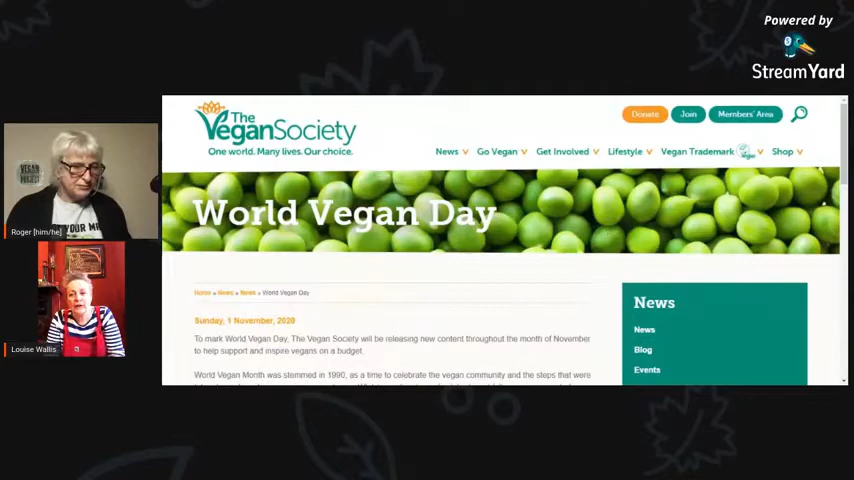 Powered by
StreamYard
The
VeganSociety
One world. Many lives. Our choice.
Donate
Join
Members' Area
News
Go Vegan
Get Involved
Lifestyle
Vegan Trademark
Shop
World Vegan Day
Home » News » News » World Vegan Day
Sunday, 1 November, 2020
To mark World Vegan Day, The Vegan Society will be releasing new content throughout the month of November
to help support and inspire vegans on a budget
World Vegan Month was stemmed in 1990, as a time to celebrate the vegan community and the steps that were
News
News
Blog
Events
VEGAN
YOUR
Roger [him/he]
Louise Wallis